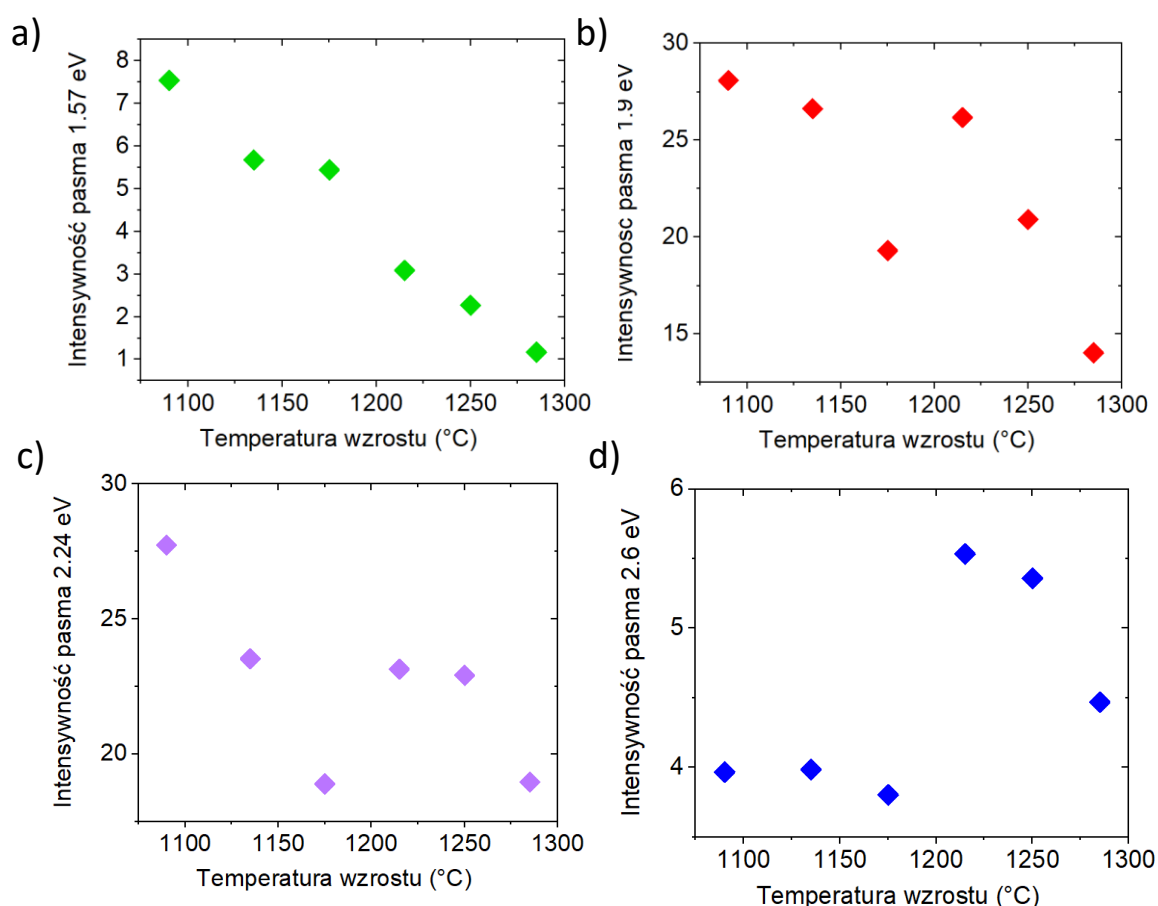 a)
Intensywność pasma 1.57 eV
8
7
6
5
4
3
2
1
1100 1150 1200 1250 1300
Temperatura wzrostu (°C)
b)
Intensywnosc pasma 1.9 eV
30
25
20
15
1100 1150 1200 1250 1300
Temperatura wzrostu (°C)
c)
Intensywność pasma 2.24 eV
30
25
20
1100 1150 1200 1250 1300
Temperatura wzrostu (°C)
d)
Intensywność pasma 2.6 eV
6
5
4
1100 1150 1200 1250 1300
Temperatura wzrostu (°C)